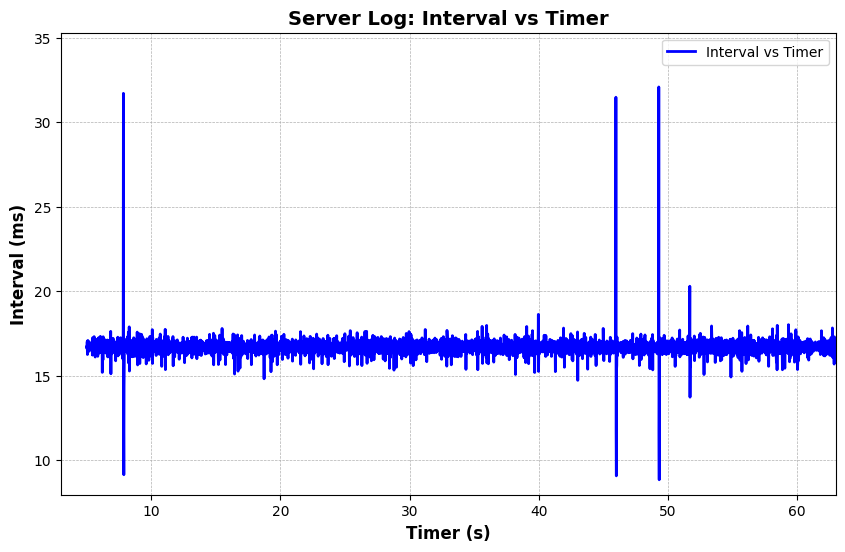 Server Log: Interval vs Timer
Interval vs Timer
35
30
25
20
15
10
Interval (ms)
10 20 30 40 50 60
Timer (s)